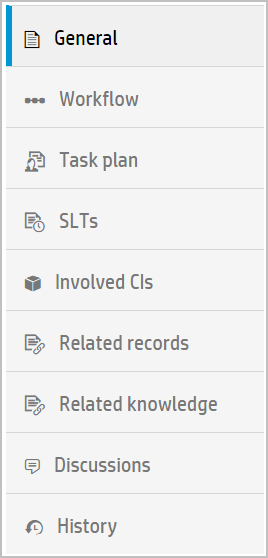 General
Workflow
Task plan
SLTs
Involved CIs
Related records
Related knowledge
Discussions
History